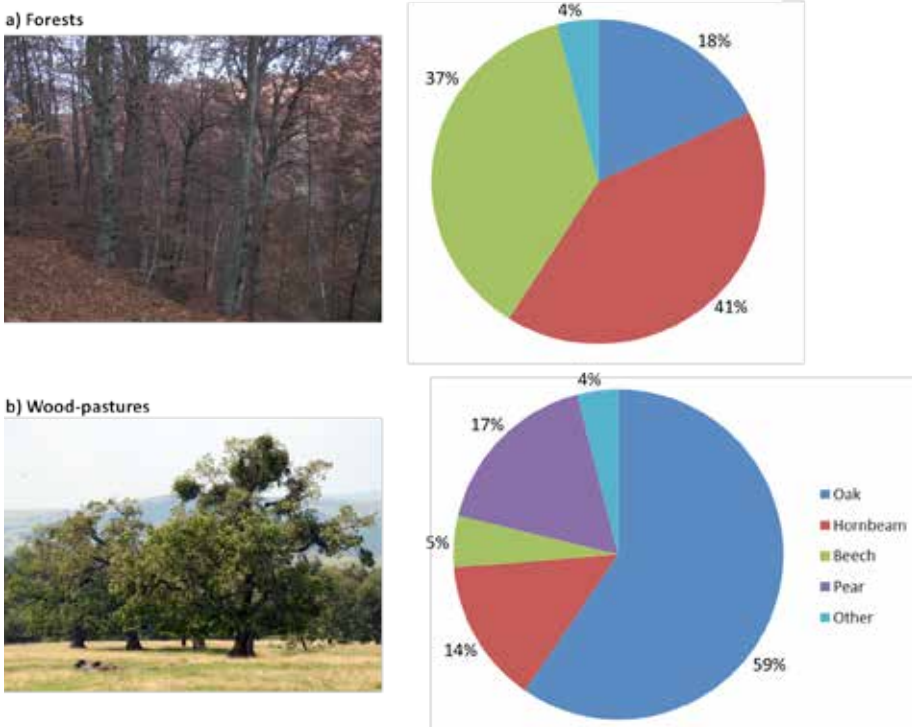 a) Forests
4%
18%
37%
41%
b) Wood-pastures
4%
17%
5%
14%
59%
Oak
Hornbeam
Beech
Pear
Other